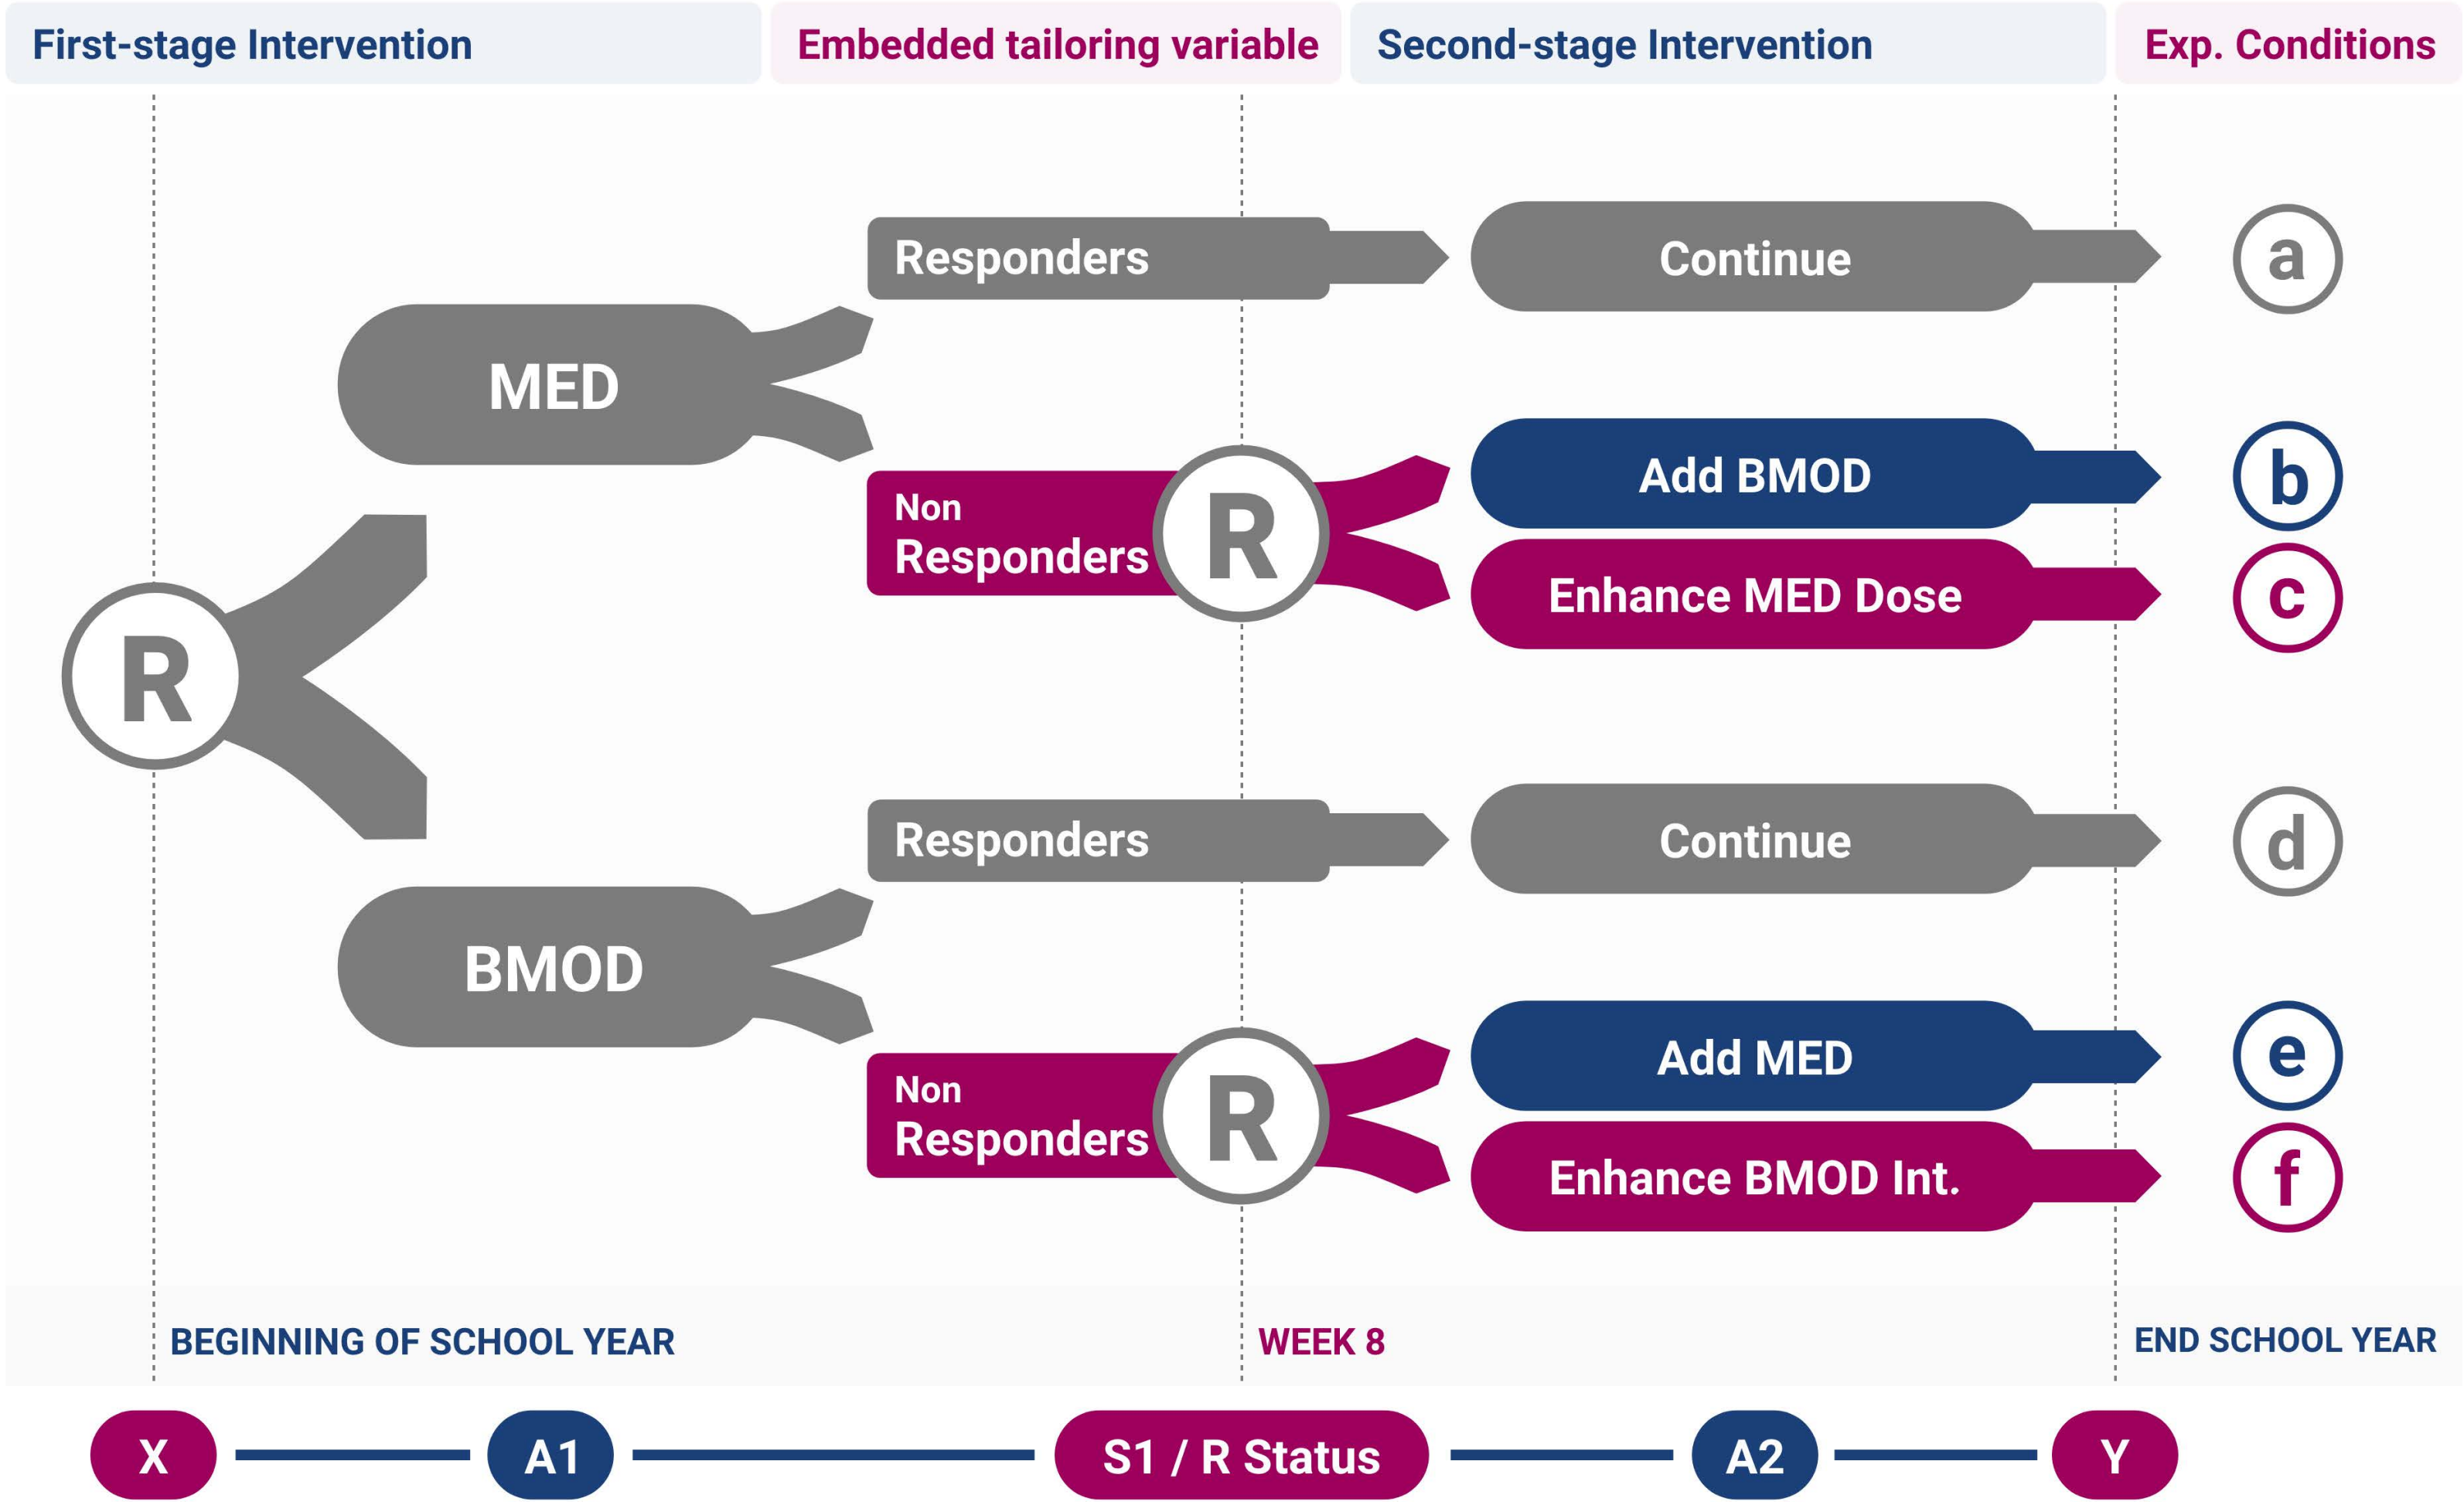 First-stage Intervention
Embedded tailoring variable
Second-stage Intervention
Exp. Conditions
Responders
Continue
a
MED
Non
Responders
R
Add BMOD
b
Enhance MED Dose
c
R
Responders
Continue
d
BMOD
Non
Responders
R
Add MED
e
Enhance BMOD Int.
f
BEGINNING OF SCHOOL YEAR
WEEK 8
END SCHOOL YEAR
X
A1
S1 / R Status
A2
Y